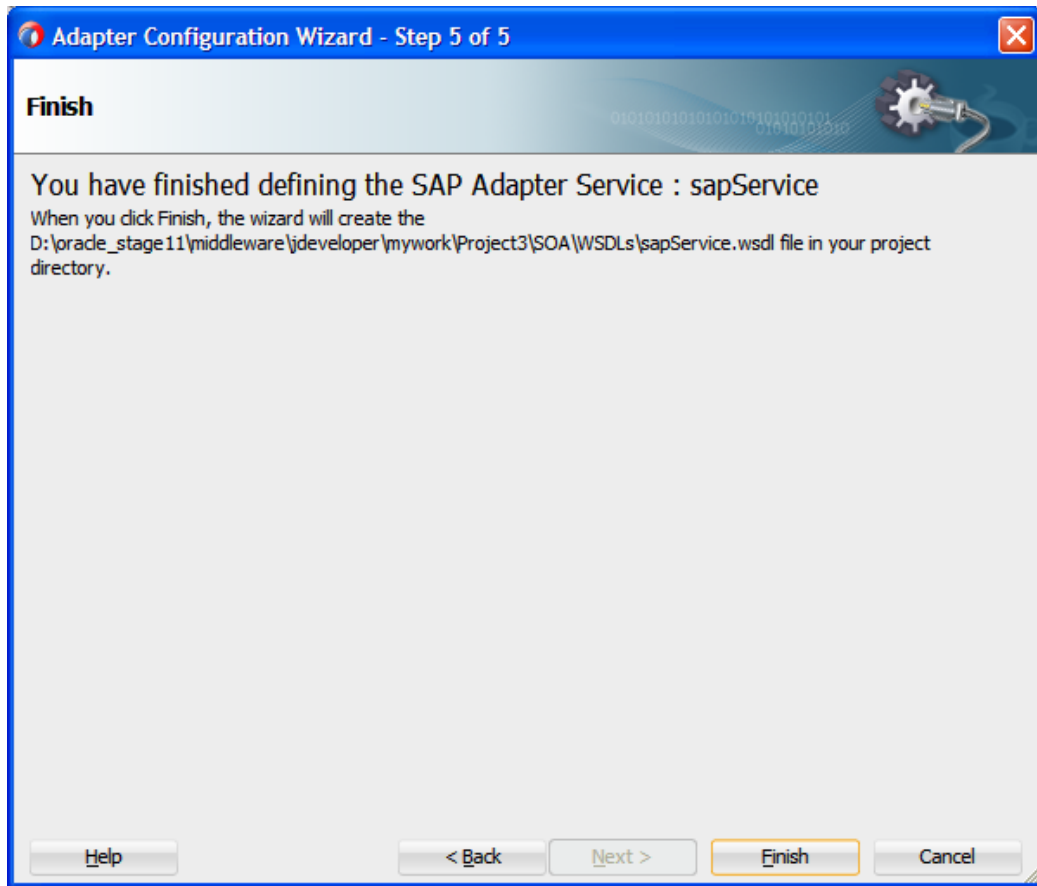 Adapter Configuration Wizard - Step 5 of 5
Finish
You have finished defining the SAP Adapter Service : sapService
When you click Finish, the wizard will create the
D:\oracle_stage11\middleware\jdeveloper\mywork\Project3\SOA\WSDLs\sapService.wsdl file in your project
directory.
Help < Back Next > Finish Cancel